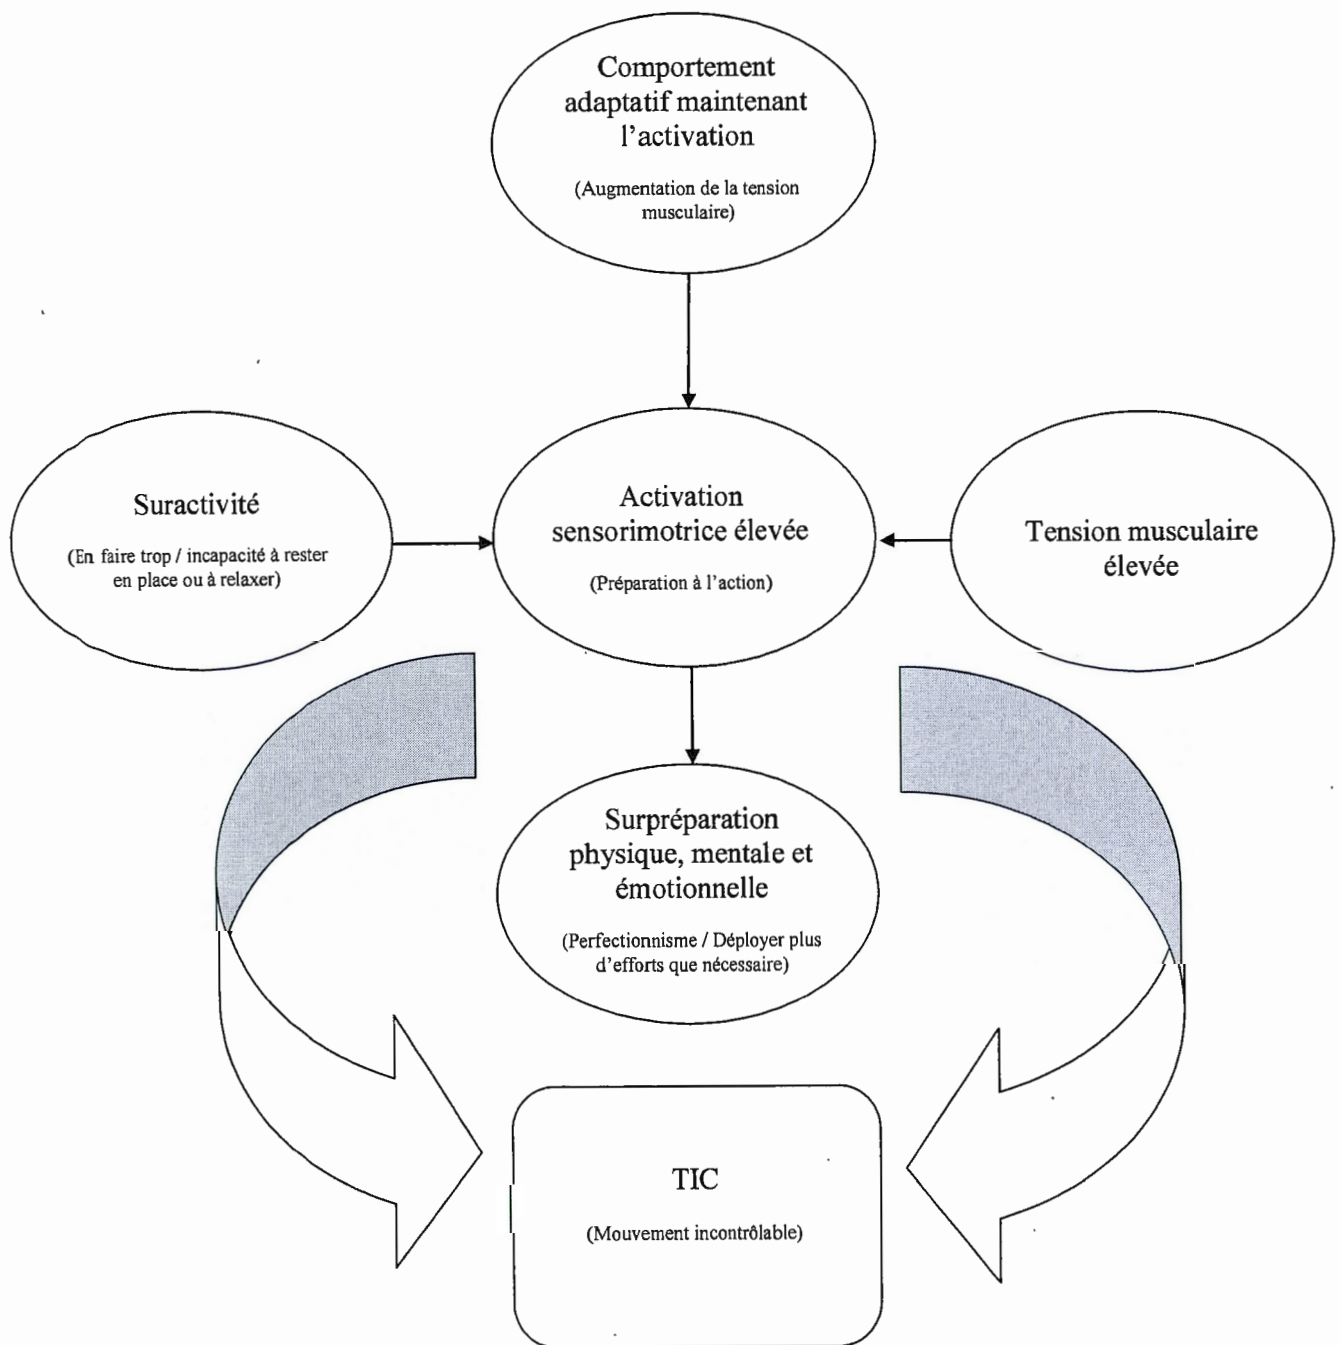 Comportement
adaptatif maintenant
l'activation
(Augmentation de la tension
musculaire)
Suractivité
(En faire trop / incapacité à rester
en place ou à relaxer)
Activation
sensorimotrice élevée
(Préparation à l'action)
Tension musculaire
élevée
Surpréparation
physique, mentale et
émotionnelle
(Perfectionnisme / Déployer plus
d'efforts que nécessaire)
TIC
(Mouvement incontrôlable)